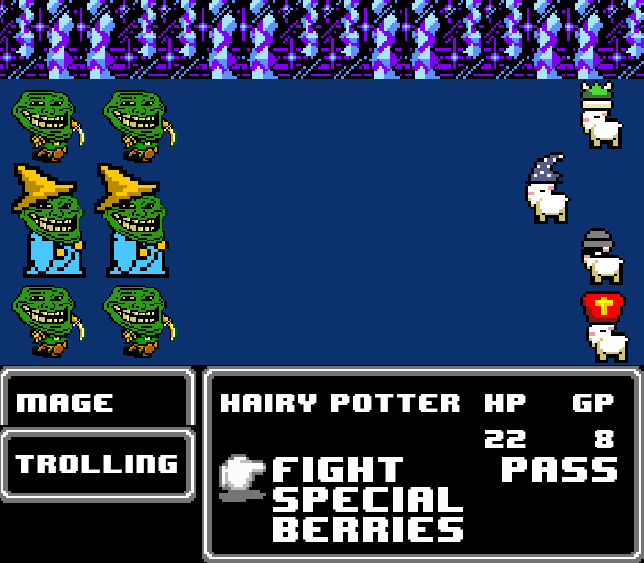 MAGE
TROLLING
HAIRY POTTER HP GP
22 8
FIGHT PASS
SPECIAL
BERRIES